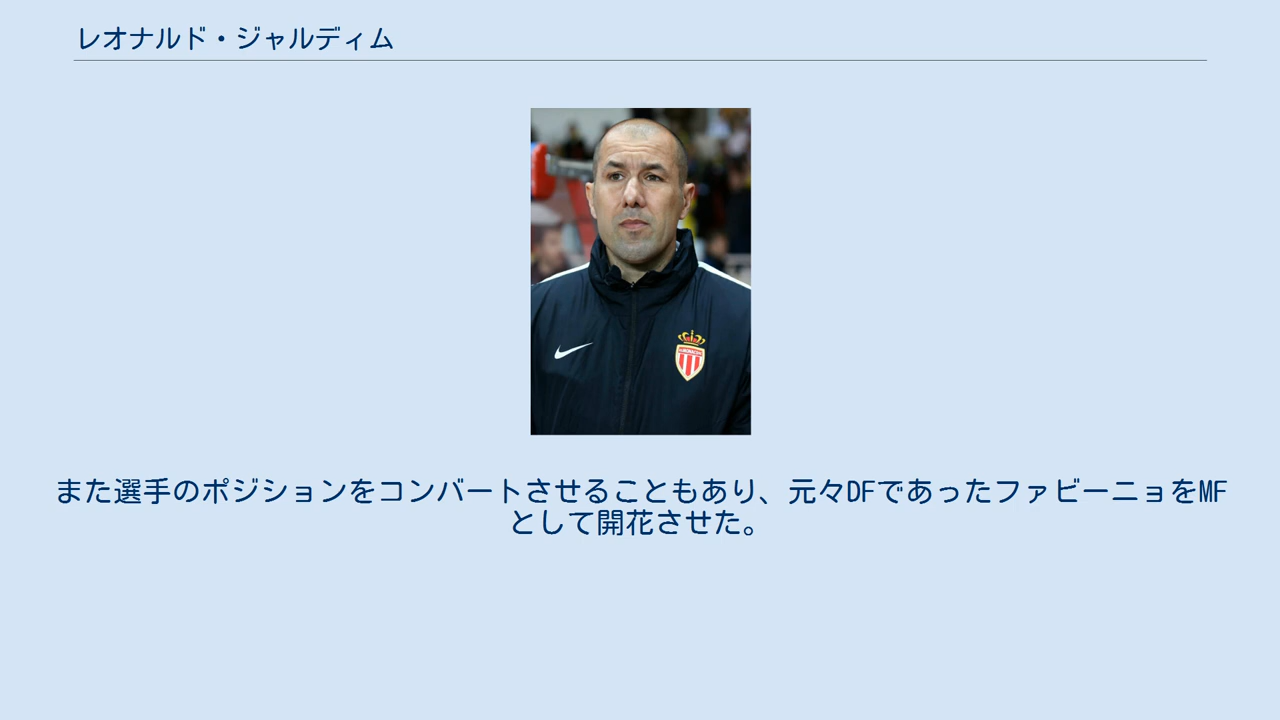 レオナルド・ジャルディム
また選手のポジションをコンバートさせることもあり、元々DFであったファビーニョをMF
として開花させた。